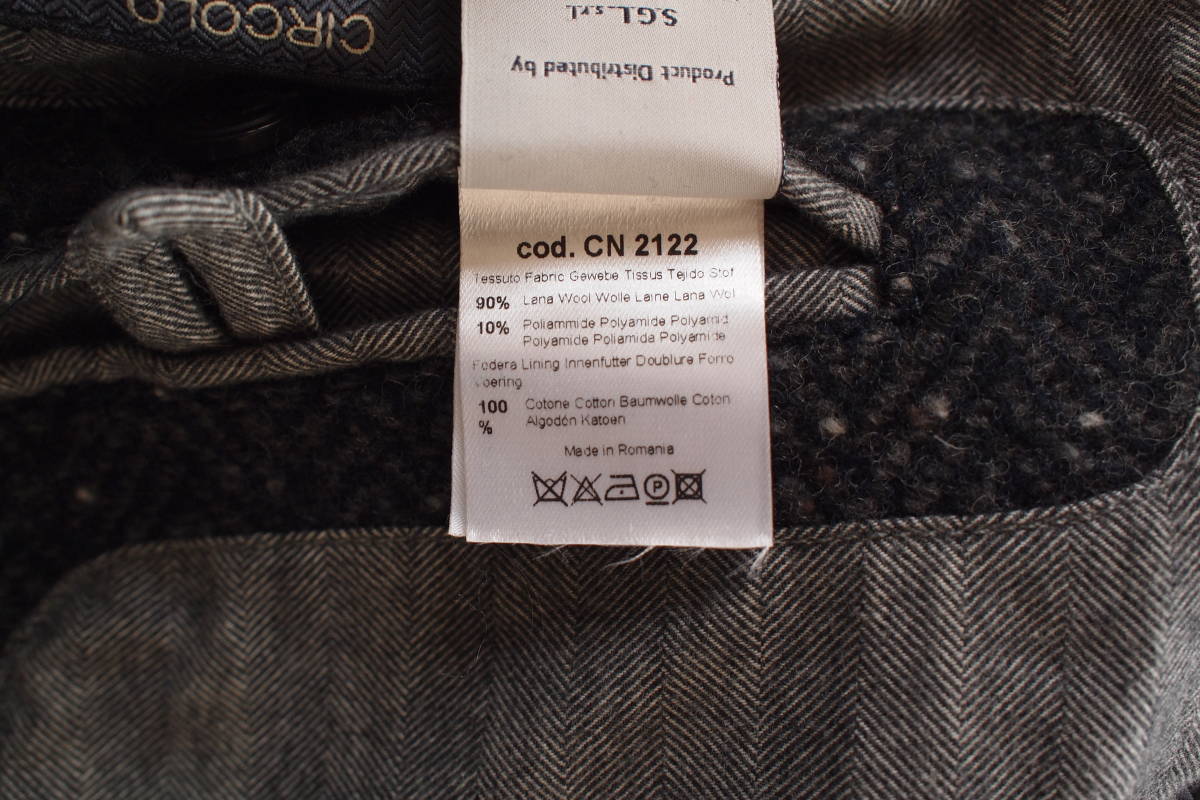 CIRCOLO
Product Distributed by
S.G.L. s.r.l.
cod. CN 2122
Tessuto Fabric Gewebe Tissus Tejido Stof
90% Lana Wool Wolle Laine Lana Wol
10% Poliammide Polyamide Polyamid
Polyamide Poliamida Polyamide
Fodera Lining Innenfutter Doublure Forro
Voering
100 Cotone Cotton Baumwolle Coton
% Algodón Katoen
Made in Romania
P